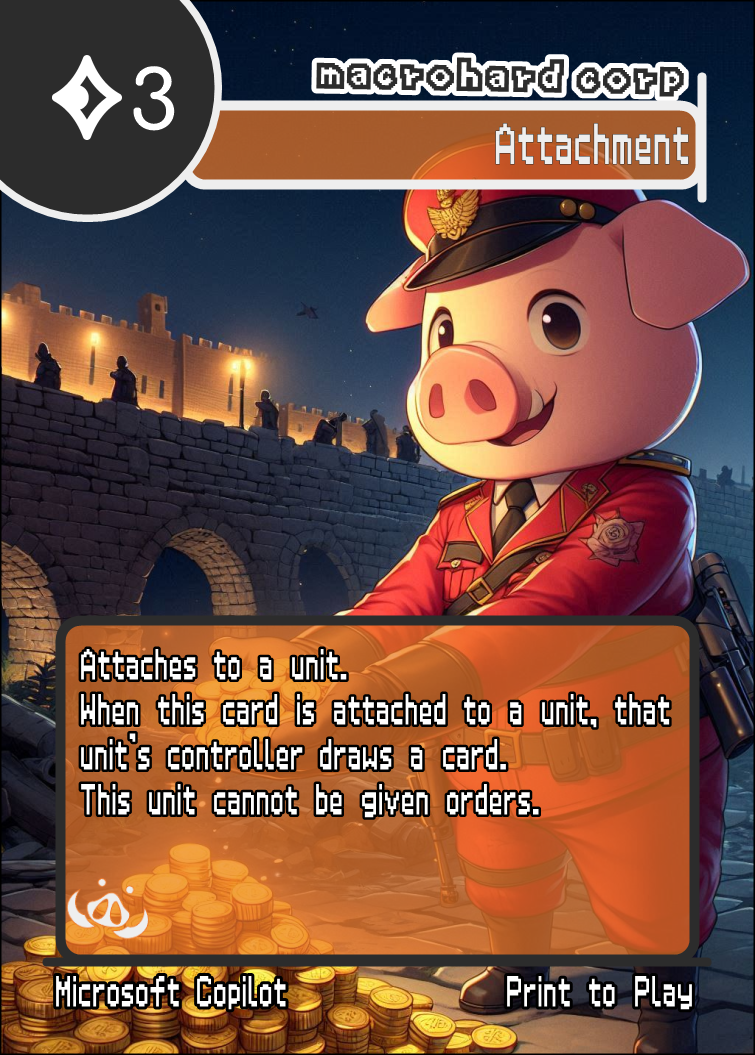 3
macrohard corp
Attachment
Attaches to a unit.
When this card is attached to a unit, that
unit's controller draws a card.
This unit cannot be given orders.
Microsoft Copilot
Print to Play